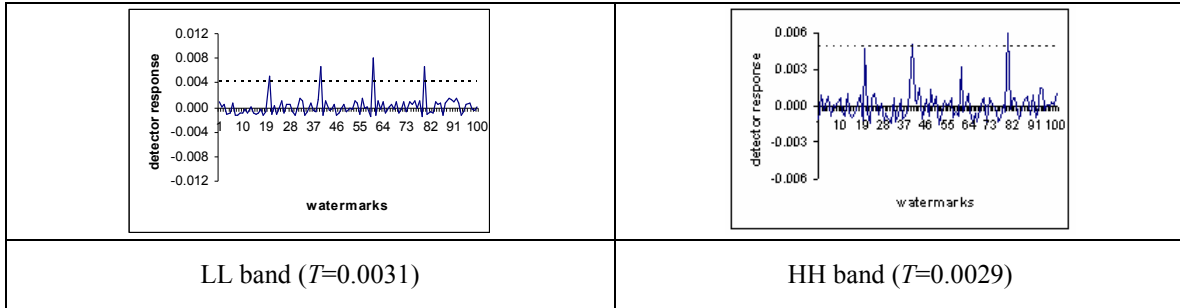 0.012
0.008
0.004
0.000
-0.004
-0.008
-0.012
detector response
1 10 19 28 37 46 55 64 73 82 91 100
watermarks
0.006
0.003
0.000
-0.003
-0.006
detector response
10 19 28 37 46 55 64 73 82 91 100
watermarks
LL band (T=0.0031)
HH band (T=0.0029)